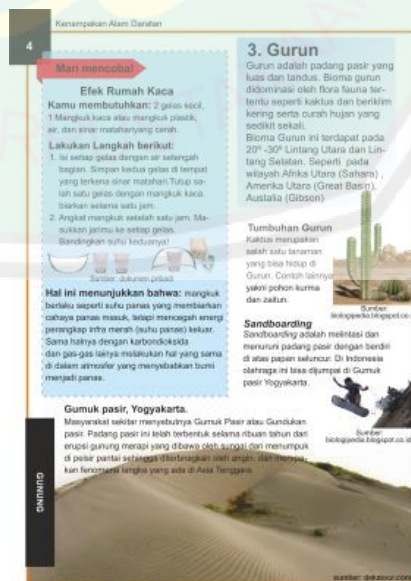 Kenampakan Alam Daratan
4
Mari mencoba!
Efek Rumah Kaca
Kamu membutuhkan: 2 gelas kecil,
1 Mangkuk kaca atau mangkuk plastik,
air, dan sinar matahariyang cerah.
Lakukan Langkah berikut:
1. Isi setiap gelas dengan air setengah
bagian. Simpan kedua gelas di tempat
yang terkena sinar matahari.Tutup sa-
lah satu gelas dengan mangkuk kaca.
biarkan selama satu jam.
2. Angkat mangkuk setelah satu jam. Ma-
sukkan jarimu ke setiap gelas.
Bandingkan suhu keduanya!
Sumber: dokumen pribadi
Hal ini menunjukkan bahwa: mangkuk
berlaku seperti suhu panas yang membiarkan
cahaya panas masuk, tetapi mencegah energi
perangkap infra merah (suhu panas) keluar.
Sama halnya dengan karbondioksida
dan gas-gas lainya melakukan hal yang sama
di dalam atmosfer yang menyebabkan bumi
menjadi panas.
3. Gurun
Gurun adalah padang pasir yang
luas dan tandus. Bioma gurun
didominasi oleh flora fauna ter-
tentu seperti kaktus dan beriklim
kering serta curah hujan yang
sedikit sekali.
Bioma Gurun ini terdapat pada
20º -30º Lintang Utara dan Lin-
tang Selatan. Seperti pada
wilayah Afrika Utara (Sahara) ,
Amerika Utara (Great Basin),
Austalia (Gibson)
Tumbuhan Gurun
Kaktus merupakan
salah satu tanaman
yang bisa hidup di
Gurun. Contoh lainnya
yakni pohon kurma
dan zaitun.
Sumber:
biologipedia.blogspot.co.id
Sandboarding
Sandboarding adalah melintasi dan
menuruni padang pasir dengan berdiri
di atas papan seluncur. Di Indonesia
olahraga ini bisa dijumpai di Gumuk
pasir Yogyakarta.
Sumber:
biologipedia.blogspot.co.id
Gumuk pasir, Yogyakarta.
Masyarakat sekitar menyebutnya Gumuk Pasir atau Gundukan
pasir. Padang pasir ini telah terbentuk selama ribuan tahun dari
erupsi gunung merapi yang dibawa oleh sungai dan menumpuk
di pesisir pantai sehingga diterbangkan oleh angin. dan merupa-
kan fenomena langka yang ada di Asia Tenggara.
GUNUNG